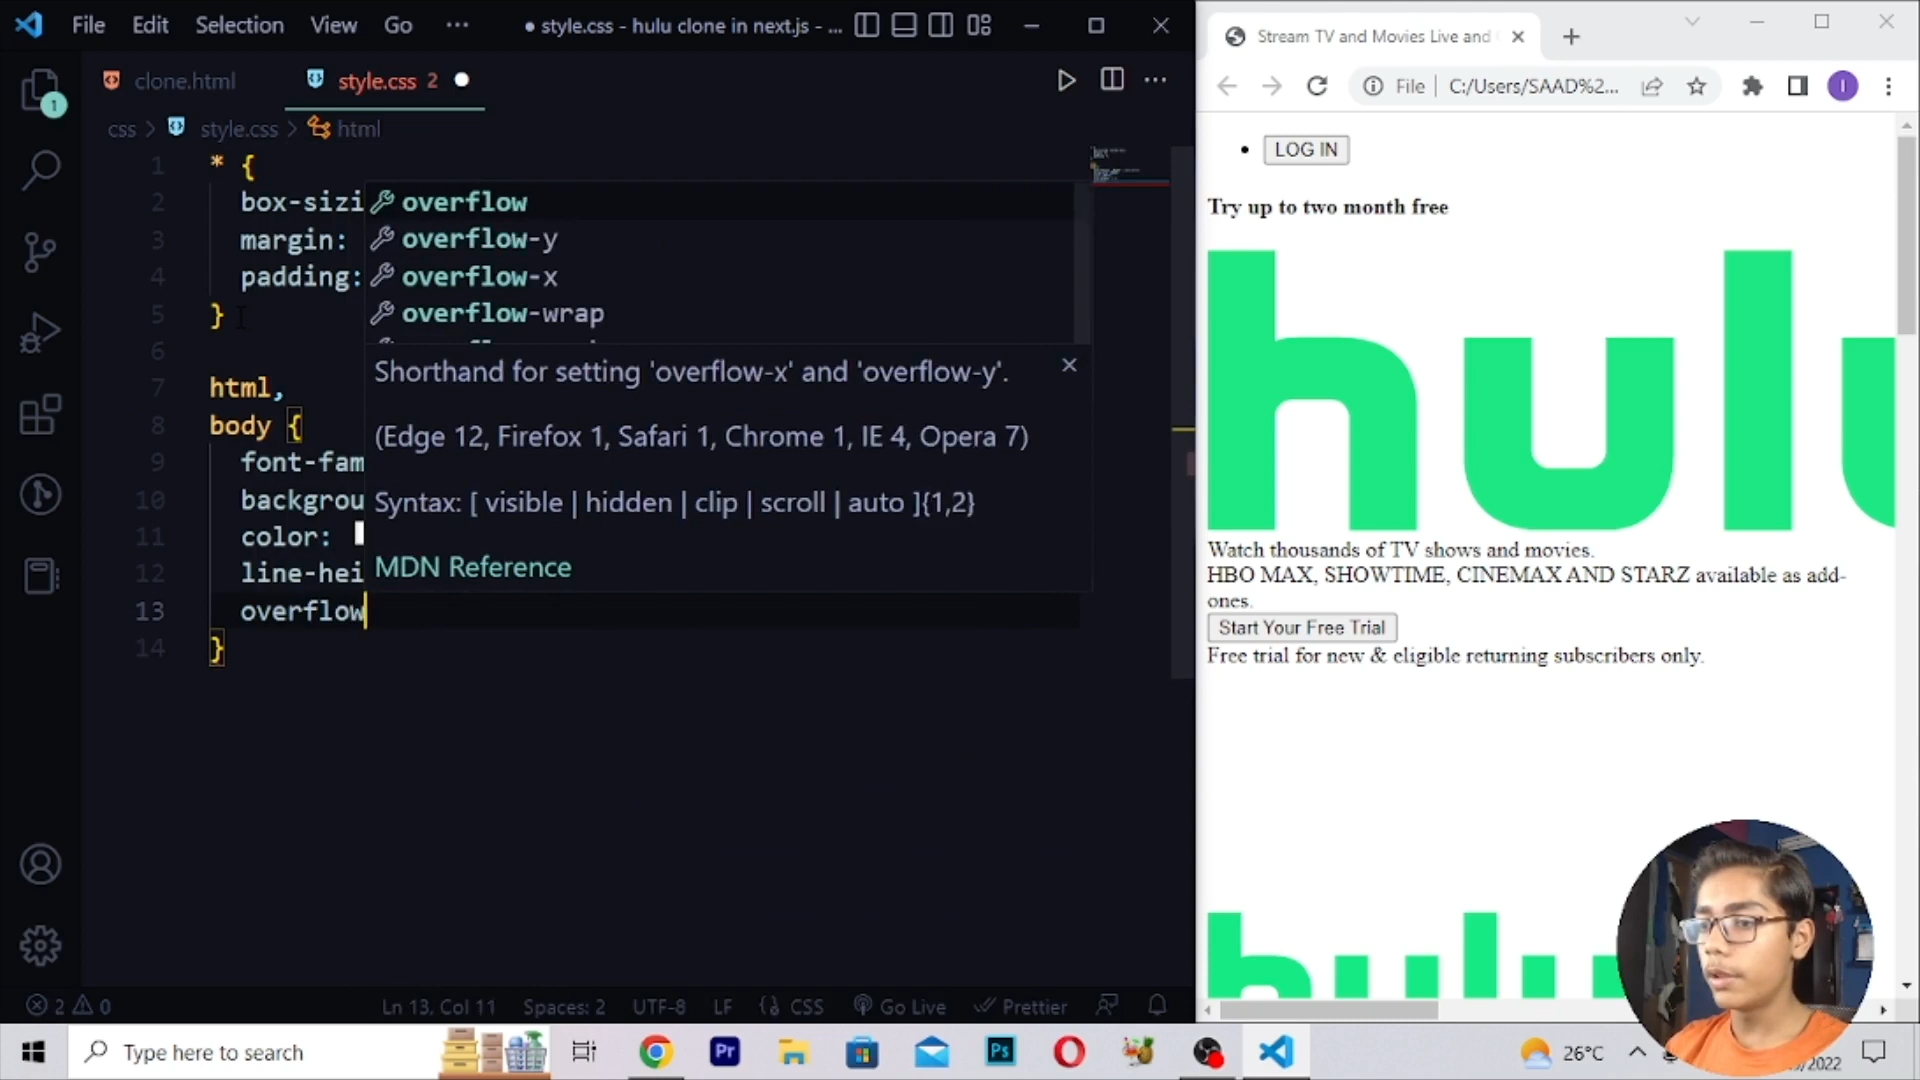 File Edit Selection View Go ··· ● style.css - hulu clone in next.js - ...
clone.html style.css 2 ●
css > style.css > html
1 * {
2 box-sizi
3 margin:
4 padding:
5 }
6
7 html,
8 body {
9 font-fam
10 backgrou
11 color:
12 line-hei
13 overflow
14 }
overflow
overflow-y
overflow-x
overflow-wrap
Shorthand for setting 'overflow-x' and 'overflow-y'.
(Edge 12, Firefox 1, Safari 1, Chrome 1, IE 4, Opera 7)
Syntax: [ visible | hidden | clip | scroll | auto ]{1,2}
MDN Reference
1
2 0 Ln 13, Col 11 Spaces: 2 UTF-8 LF CSS Go Live Prettier
Stream TV and Movies Live and
File C:/Users/SAAD%2... I
• LOG IN
Try up to two month free
hulu
Watch thousands of TV shows and movies.
HBO MAX, SHOWTIME, CINEMAX AND STARZ available as add-
ones.
Start Your Free Trial
Free trial for new & eligible returning subscribers only.
hulu
Type here to search Pr Ps 26°C
2022